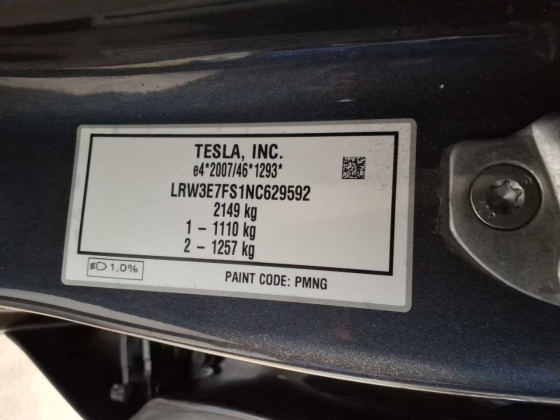 TESLA, INC.
e4*2007/46*1293*
LRW3E7FS1NC629592
2149 kg
1 – 1110 kg
2 – 1257 kg
1,0%
PAINT CODE: PMNG